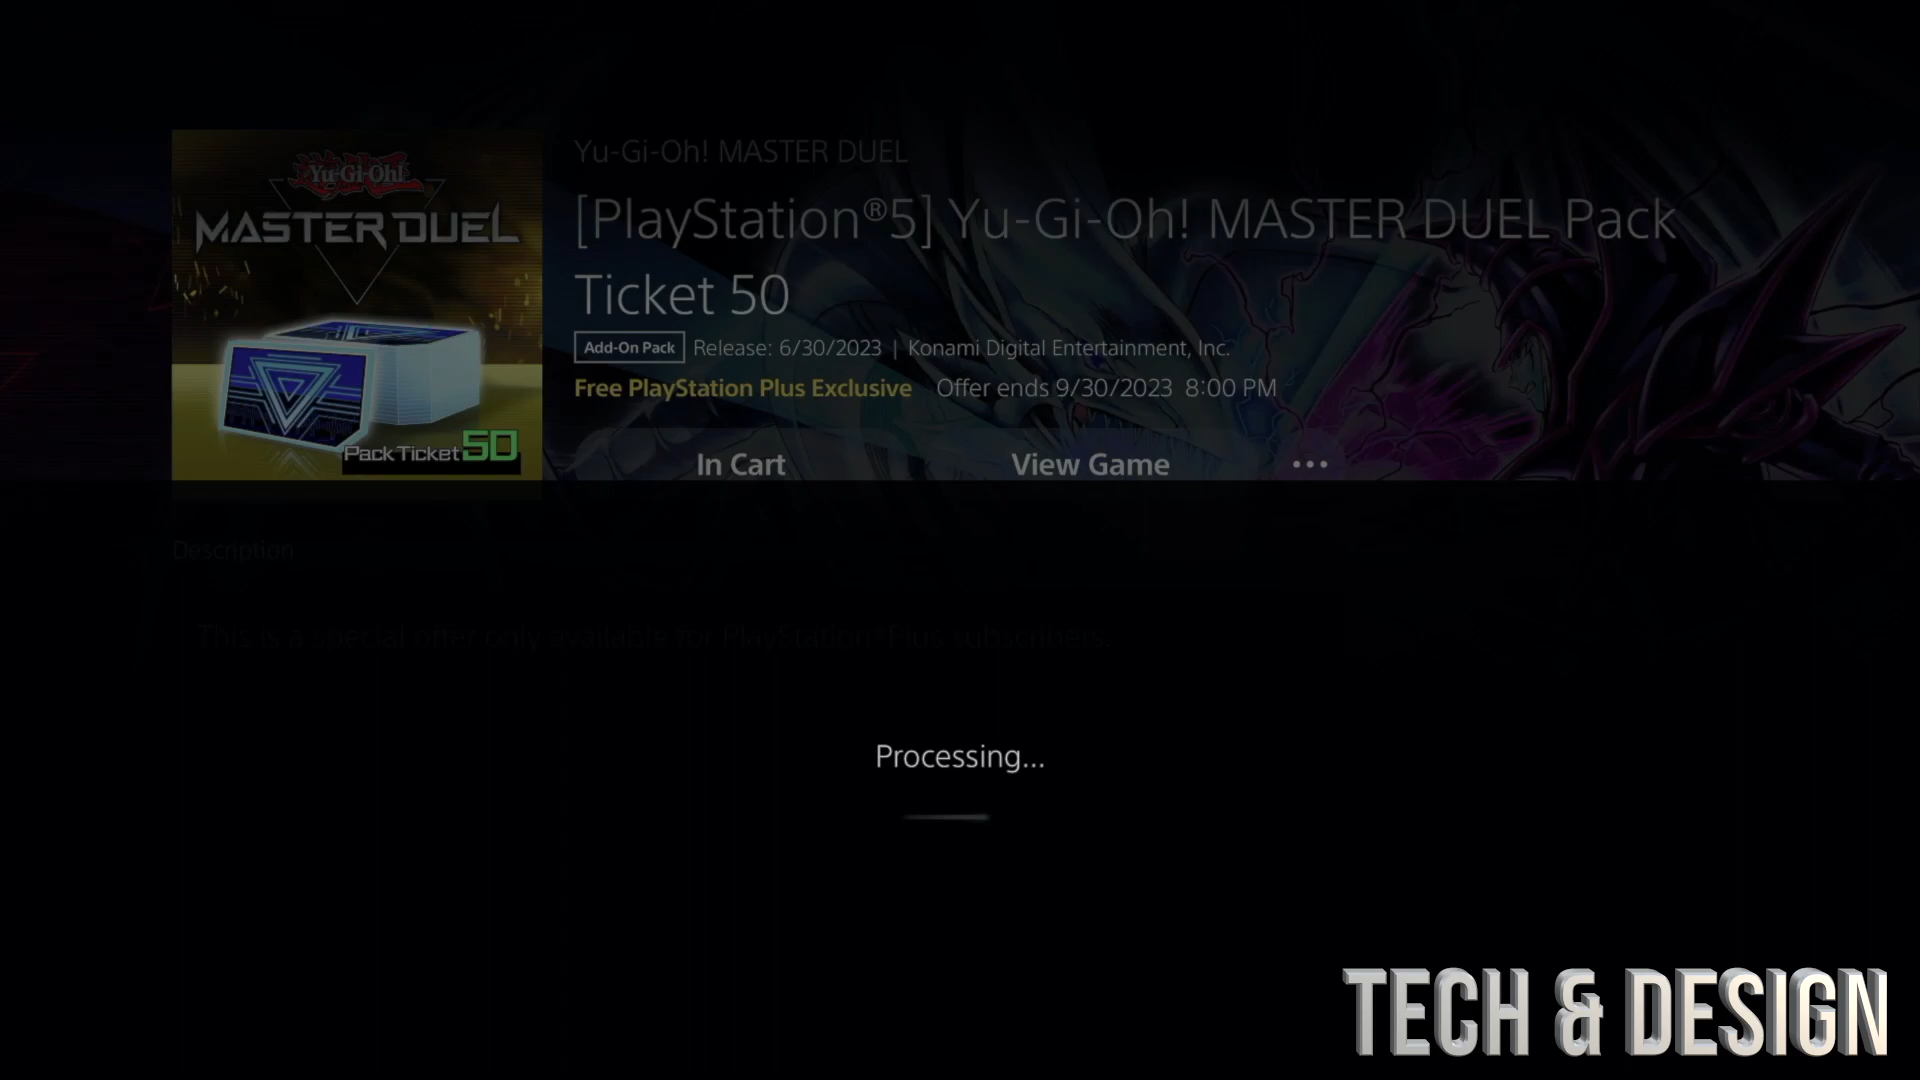 Yu-Gi-Oh!
MASTER DUEL
Pack Ticket 50
Yu-Gi-Oh! MASTER DUEL
[PlayStation®5] Yu-Gi-Oh! MASTER DUEL Pack
Ticket 50
Add-On Pack Release: 6/30/2023 | Konami Digital Entertainment, Inc.
Free PlayStation Plus Exclusive Offer ends 9/30/2023 8:00 PM
In Cart View Game •••
Description
This is a special offer only available for PlayStation®Plus subscribers.
Processing...
TECH & DESIGN